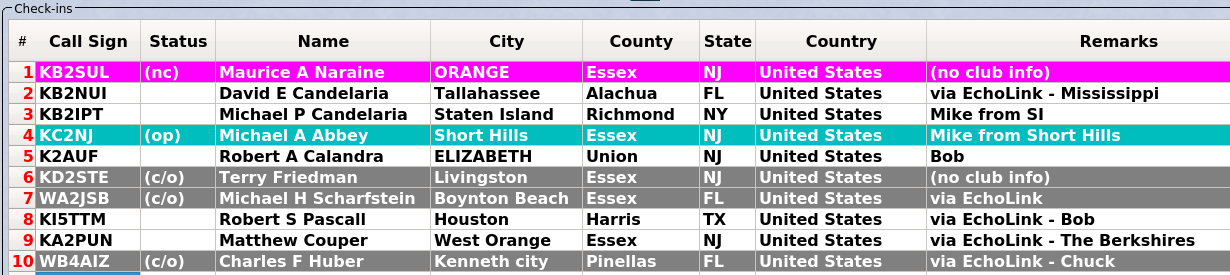 Check-ins
# Call Sign Status Name City County State Country Remarks
1 KB2SUL (nc) Maurice A Naraine ORANGE Essex NJ United States (no club info)
2 KB2NUI David E Candelaria Tallahassee Alachua FL United States via EchoLink - Mississippi
3 KB2IPT Michael P Candelaria Staten Island Richmond NY United States Mike from SI
4 KC2NJ (op) Michael A Abbey Short Hills Essex NJ United States Mike from Short Hills
5 K2AUF Robert A Calandra ELIZABETH Union NJ United States Bob
6 KD2STE (c/o) Terry Friedman Livingston Essex NJ United States (no club info)
7 WA2JSB (c/o) Michael H Scharfstein Boynton Beach Essex FL United States via EchoLink
8 KI5TTM Robert S Pascall Houston Harris TX United States via EchoLink - Bob
9 KA2PUN Matthew Couper West Orange Essex NJ United States via EchoLink - The Berkshires
10 WB4AIZ (c/o) Charles F Huber Kenneth city Pinellas FL United States via EchoLink - Chuck